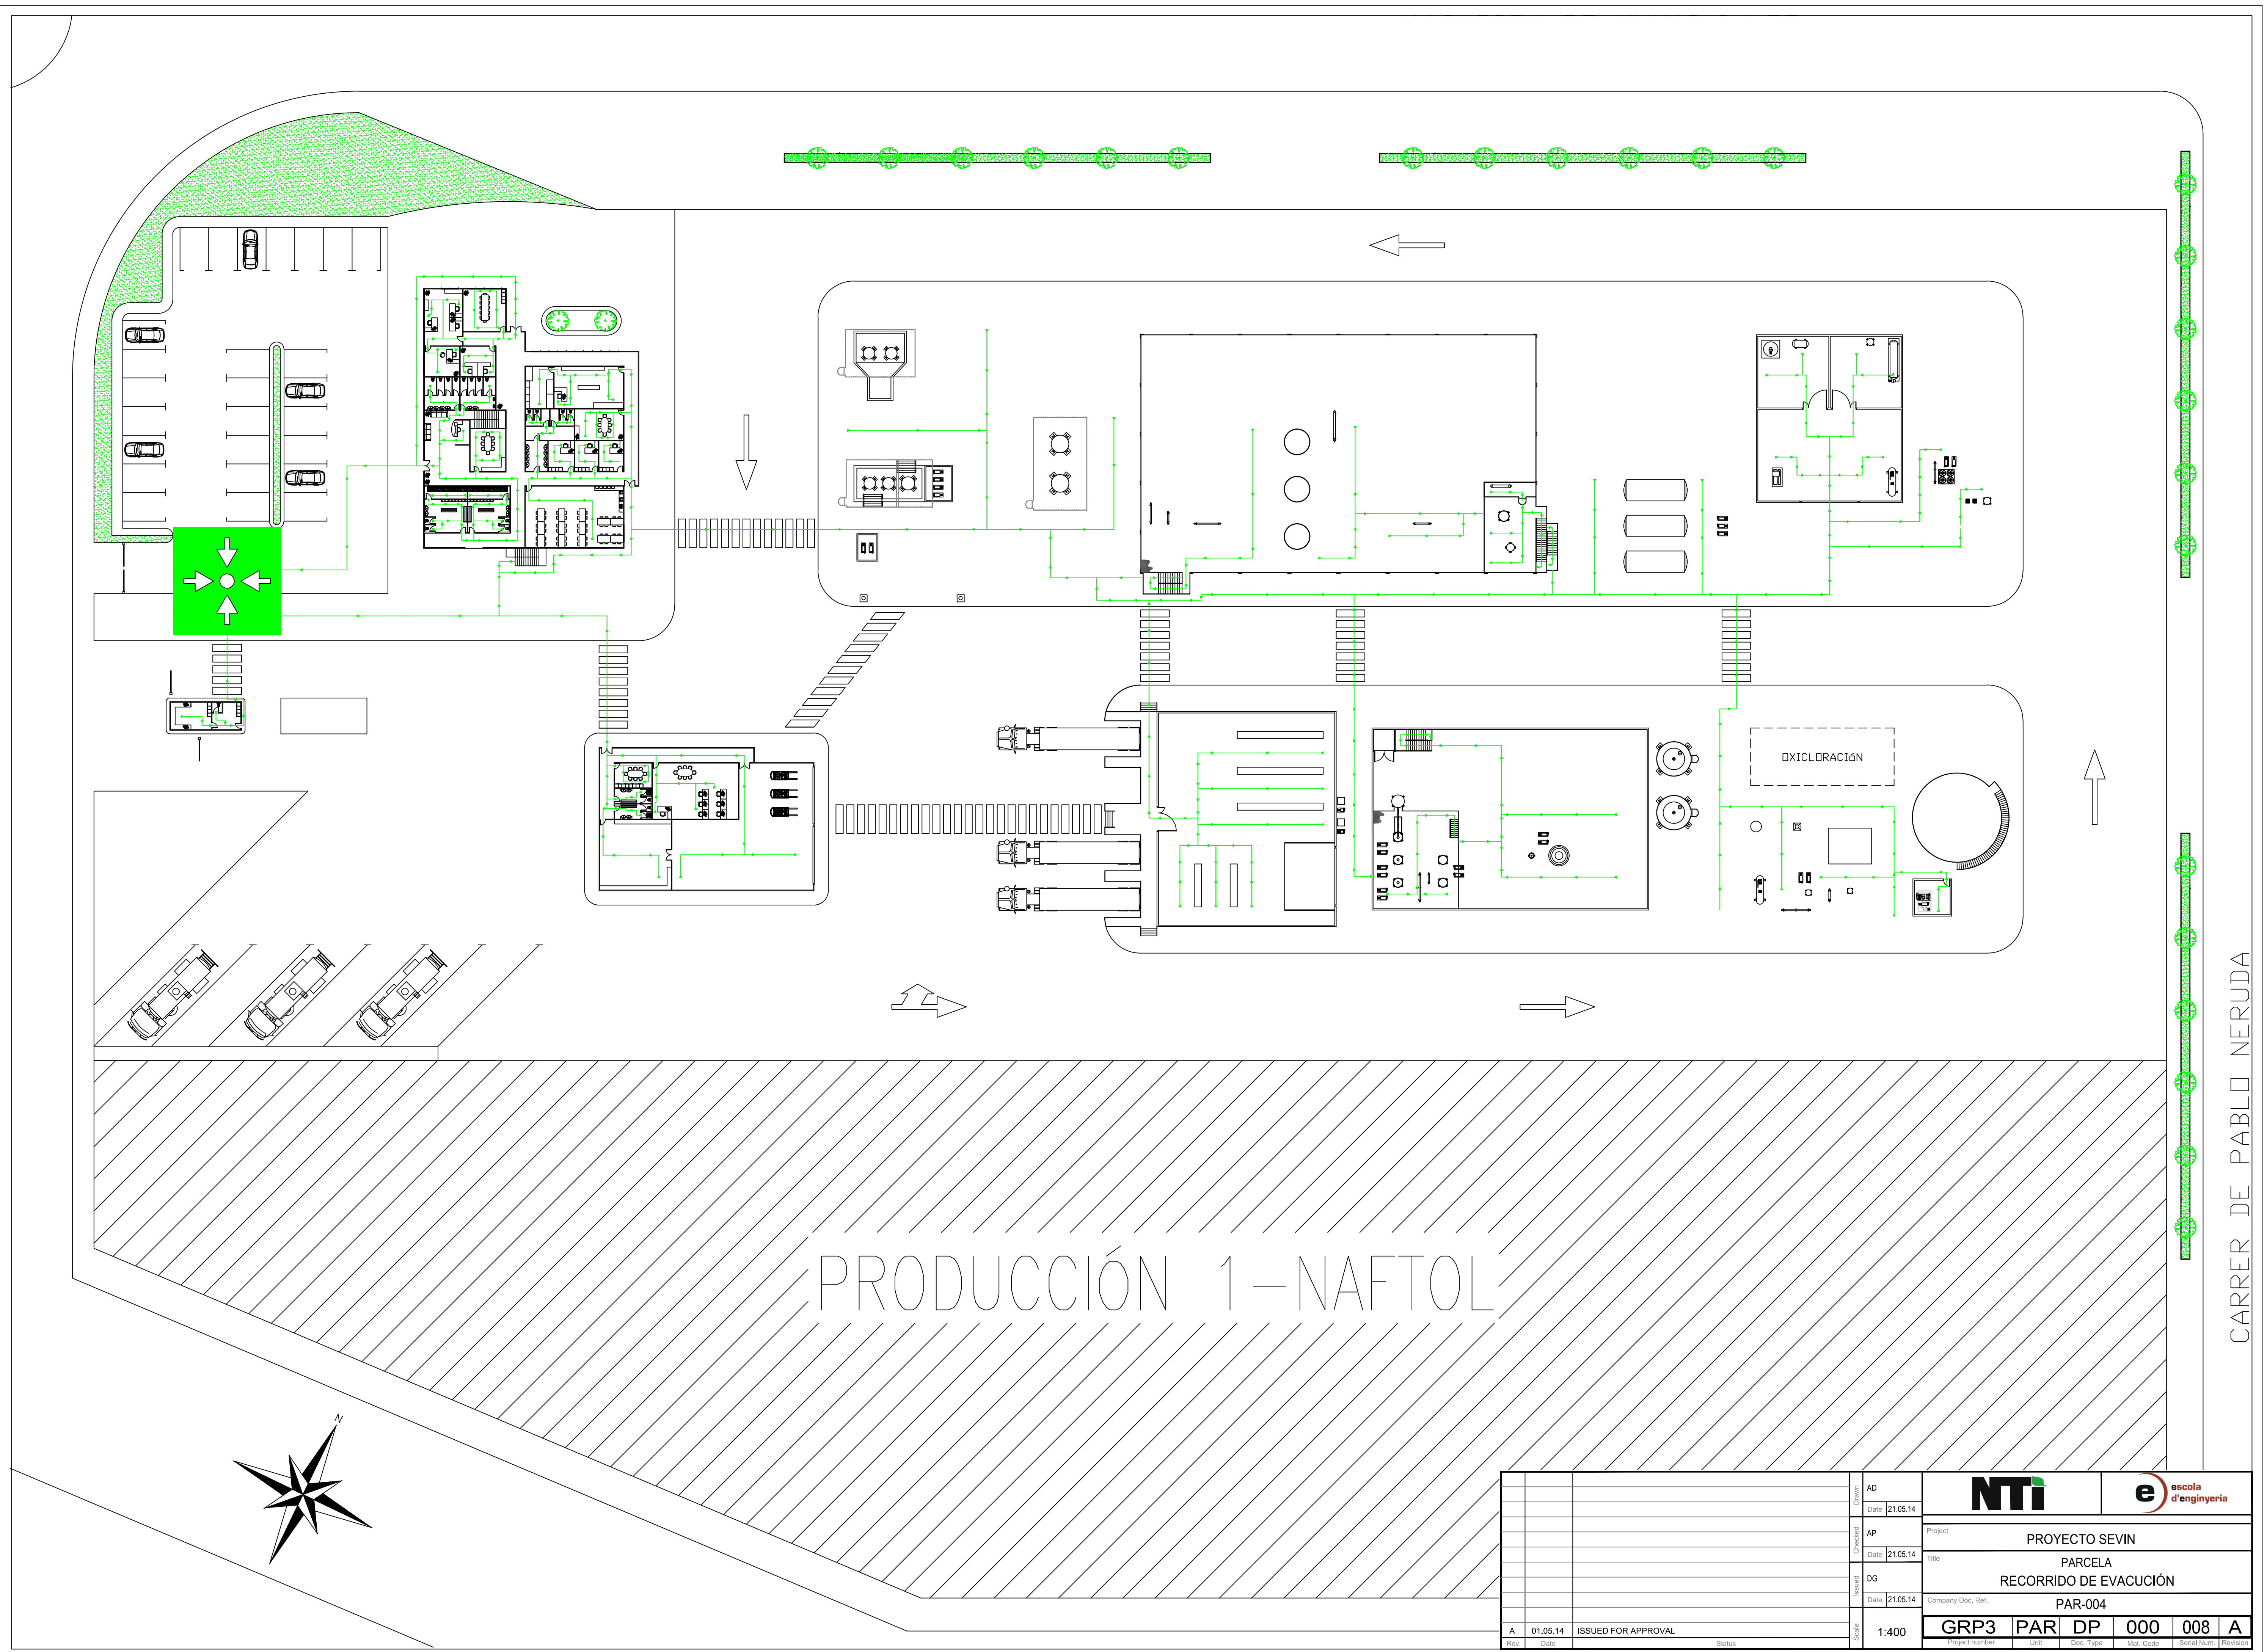 OXICLORACIóN
CARRER DE PABLO NERUDA
PRODUCCIóN 1-NAFTOL
N
A 01.05.14 ISSUED FOR APPROVAL
Rev. Date Status
Drawn AD
Date 21.05.14
Checked AP
Date 21.05.14
Issued DG
Date 21.05.14
Scale 1:400
NTi
e escola
d'enginyeria
Project PROYECTO SEVIN
Title PARCELA
RECORRIDO DE EVACUCIÓN
Company Doc. Ref. PAR-004
GRP3 PAR DP 000 008 A
Project number Unit Doc. Type Mat. Code Serial Num. Revision